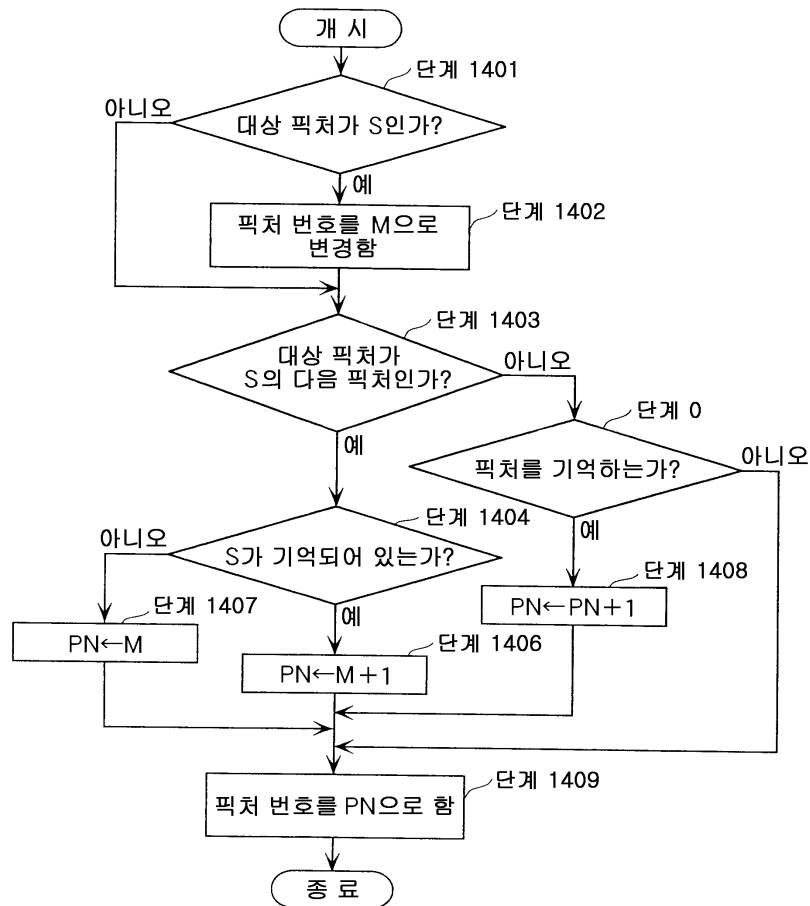 개 시
단계 1401
아니오
대상 픽처가 S인가?
예
단계 1402
픽처 번호를 M으로
변경함
단계 1403
대상 픽처가
S의 다음 픽처인가?
아니오
예
단계 0
픽처를 기억하는가?
아니오
예
단계 1404
아니오
S가 기억되어 있는가?
예
단계 1408
PN←PN+1
단계 1407
PN←M
단계 1406
PN←M+1
단계 1409
픽처 번호를 PN으로 함
종 료